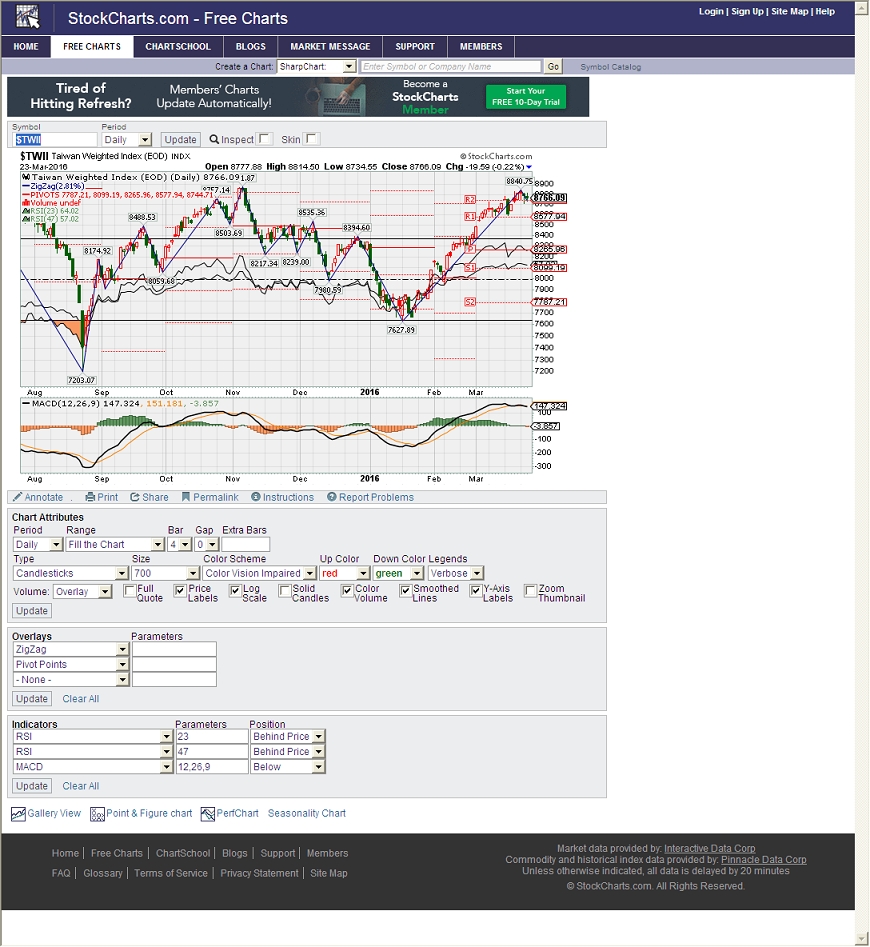 StockCharts.com - Free Charts
Login | Sign Up | Site Map | Help
HOME FREE CHARTS CHARTSCHOOL BLOGS MARKET MESSAGE SUPPORT MEMBERS
Create a Chart: SharpChart: Enter Symbol or Company Name Go Symbol Catalog
Tired of
Hitting Refresh?
Members' Charts
Update Automatically!
Become a
StockCharts
Member
Start Your
FREE 10-Day Trial
Symbol Period
$TWII Daily Update Inspect Skin
$TWII Taiwan Weighted Index (EOD) INDX © StockCharts.com
23-Mar-2016 Open 8777.88 High 8814.50 Low 8734.55 Close 8766.09 Chg -19.59 (-0.22%)
Taiwan Weighted Index (EOD) (Daily) 8766.09
ZigZag(2.81%)
PIVOTS 7787.21, 8099.19, 8265.96, 8577.94, 8744.71
Volume undef
RSI(23) 64.02
RSI(47) 57.02
8840.75
8757.14
8535.36
8488.53
8503.69
8394.60
8174.92
8217.34
8239.00
8059.68
7980.59
7627.89
7203.07
R2
R1
P
S1
S2
8900
8766.09
8577.94
8500
8400
8300
8265.96
8200
8099.19
8000
7900
7787.21
7700
7600
7500
7400
7300
7200
Aug Sep Oct Nov Dec 2016 Feb Mar
MACD(12,26,9) 147.324, 151.181, -3.857
147.324
100
-3.857
-100
-200
-300
Aug Sep Oct Nov Dec 2016 Feb Mar
Annotate . Print Share Permalink Instructions Report Problems
Chart Attributes
Period Range Bar Gap Extra Bars
Daily Fill the Chart 4 0
Type Size Color Scheme Up Color Down Color Legends
Candlesticks 700 Color Vision Impaired red green Verbose
Volume: Overlay Full Quote Price Labels Log Scale Solid Candles Color Volume Smoothed Lines Y-Axis Labels Zoom Thumbnail
Update
Overlays Parameters
ZigZag
Pivot Points
- None -
Update Clear All
Indicators Parameters Position
RSI 23 Behind Price
RSI 47 Behind Price
MACD 12,26,9 Below
Update Clear All
Gallery View Point & Figure chart PerfChart Seasonality Chart
Home | Free Charts | ChartSchool | Blogs | Support | Members
FAQ | Glossary | Terms of Service | Privacy Statement | Site Map
Market data provided by: Interactive Data Corp
Commodity and historical index data provided by: Pinnacle Data Corp
Unless otherwise indicated, all data is delayed by 20 minutes
© StockCharts.com. All Rights Reserved.